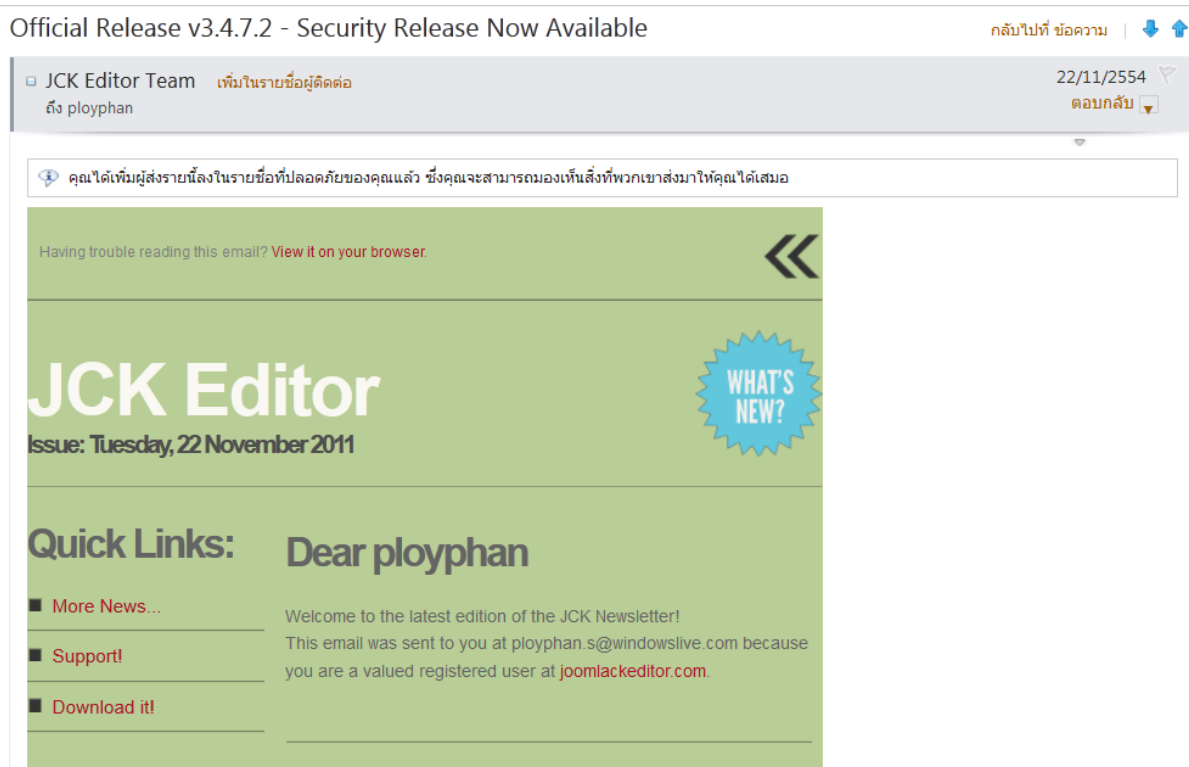 Official Release v3.4.7.2 - Security Release Now Available
กลับไปที่ ข้อความ |
JCK Editor Team เพิ่มในรายชื่อผู้ติดต่อ
22/11/2554
ถึง ployphan
ตอบกลับ
คุณได้เพิ่มผู้ส่งรายนี้ลงในรายชื่อที่ปลอดภัยของคุณแล้ว ซึ่งคุณจะสามารถมองเห็นสิ่งที่พวกเขาส่งมาให้คุณได้เสมอ
Having trouble reading this email? View it on your browser.
JCK Editor
WHAT'S
NEW?
Issue: Tuesday, 22 November 2011
Quick Links:
More News...
Support!
Download it!
Dear ployphan
Welcome to the latest edition of the JCK Newsletter!
This email was sent to you at ployphan.s@windowslive.com because
you are a valued registered user at joomlackeditor.com.